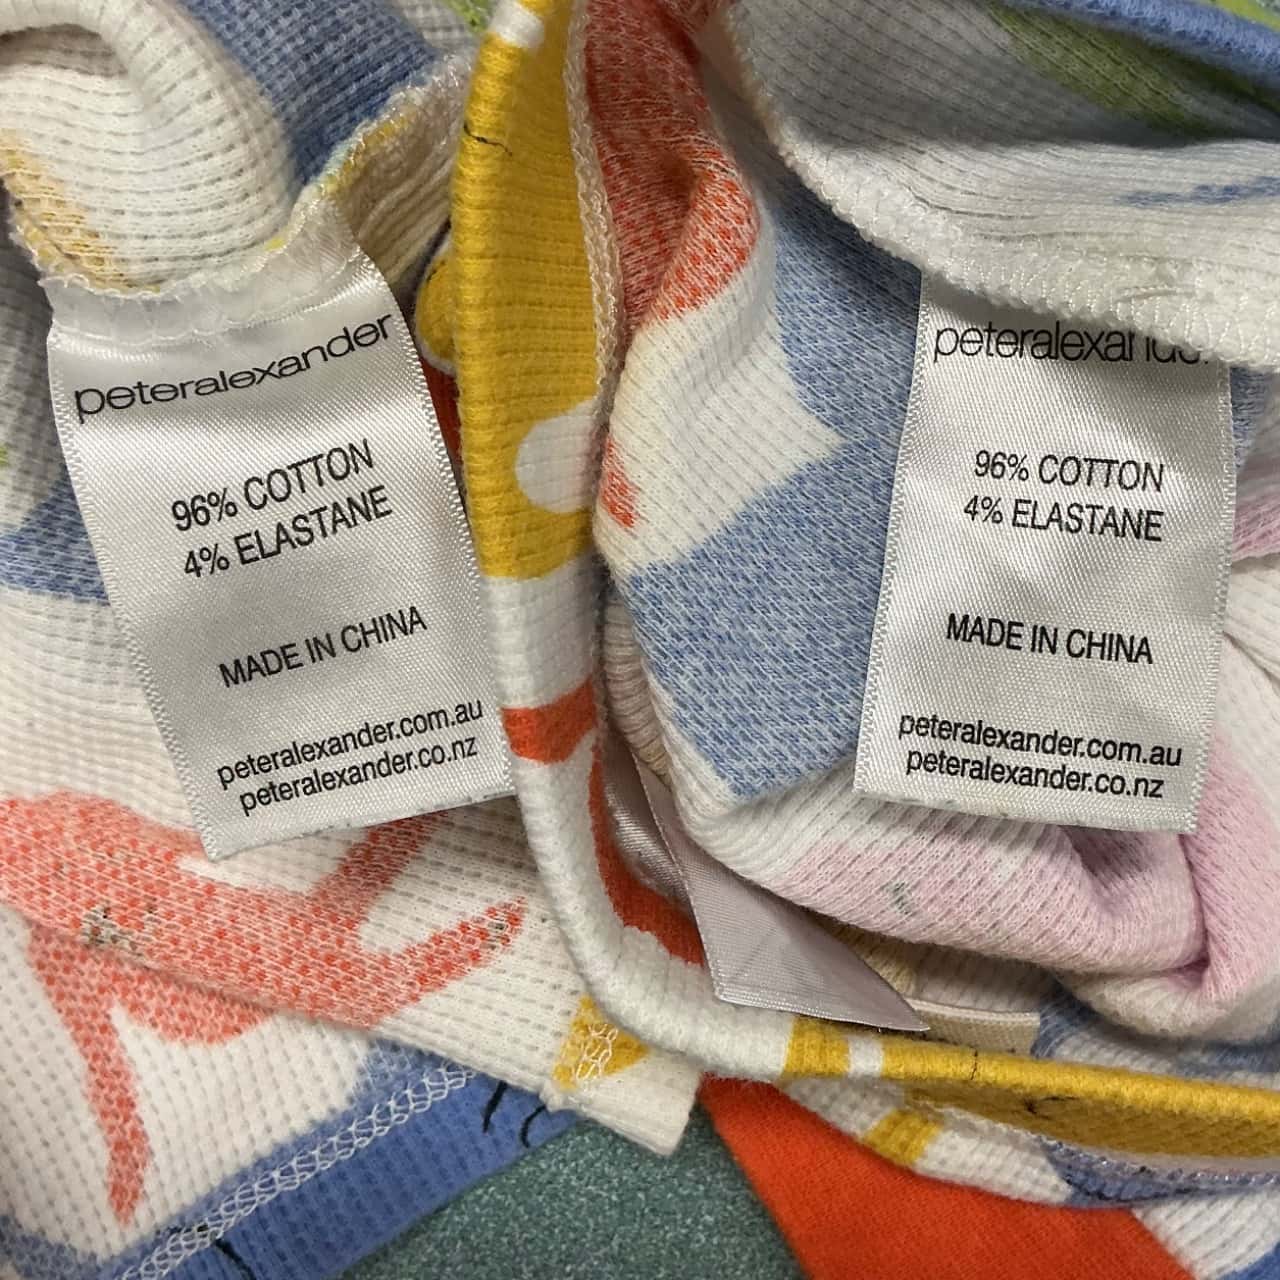 peteralexander
96% COTTON
4% ELASTANE
MADE IN CHINA
peteralexander.com.au
peteralexander.co.nz
peteralexander
96% COTTON
4% ELASTANE
MADE IN CHINA
peteralexander.com.au
peteralexander.co.nz